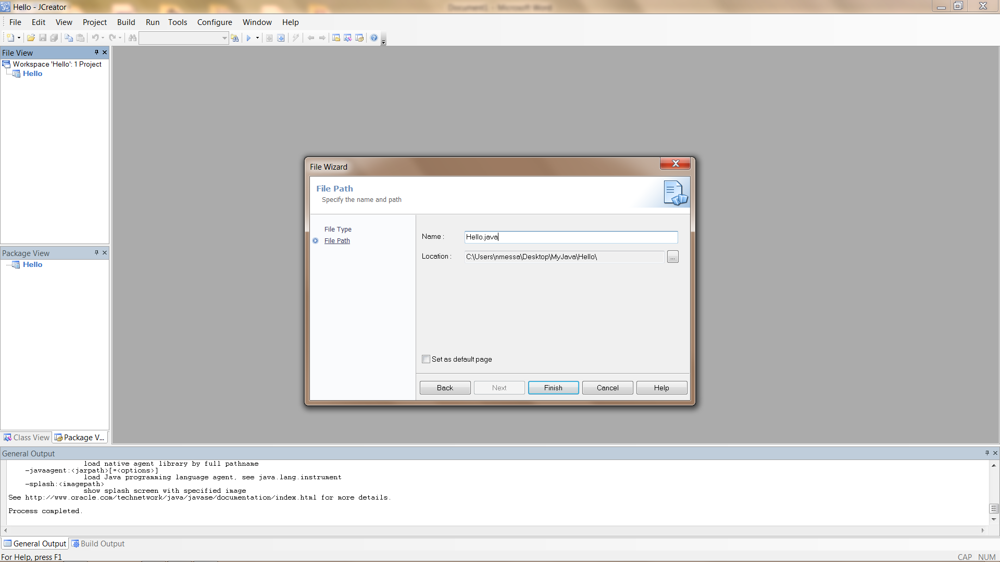 Hello - JCreator
Document1 - Microsoft Word
File Edit View Project Build Run Tools Configure Window Help
File View
Workspace 'Hello': 1 Project
Hello
Package View
Hello
Class View Package V...
File Wizard
File Path
Specify the name and path
File Type
File Path
Name :
Hello.java
Location :
C:\Users\nmessa\Desktop\MyJava\Hello\
...
Set as default page
Back Next Finish Cancel Help
General Output
load native agent library by full pathname
-javaagent:<jarpath>[=<options>]
load Java programming language agent, see java.lang.instrument
-splash:<imagepath>
show splash screen with specified image
See http://www.oracle.com/technetwork/java/javase/documentation/index.html for more details.
Process completed.
General Output Build Output
For Help, press F1
CAP NUM